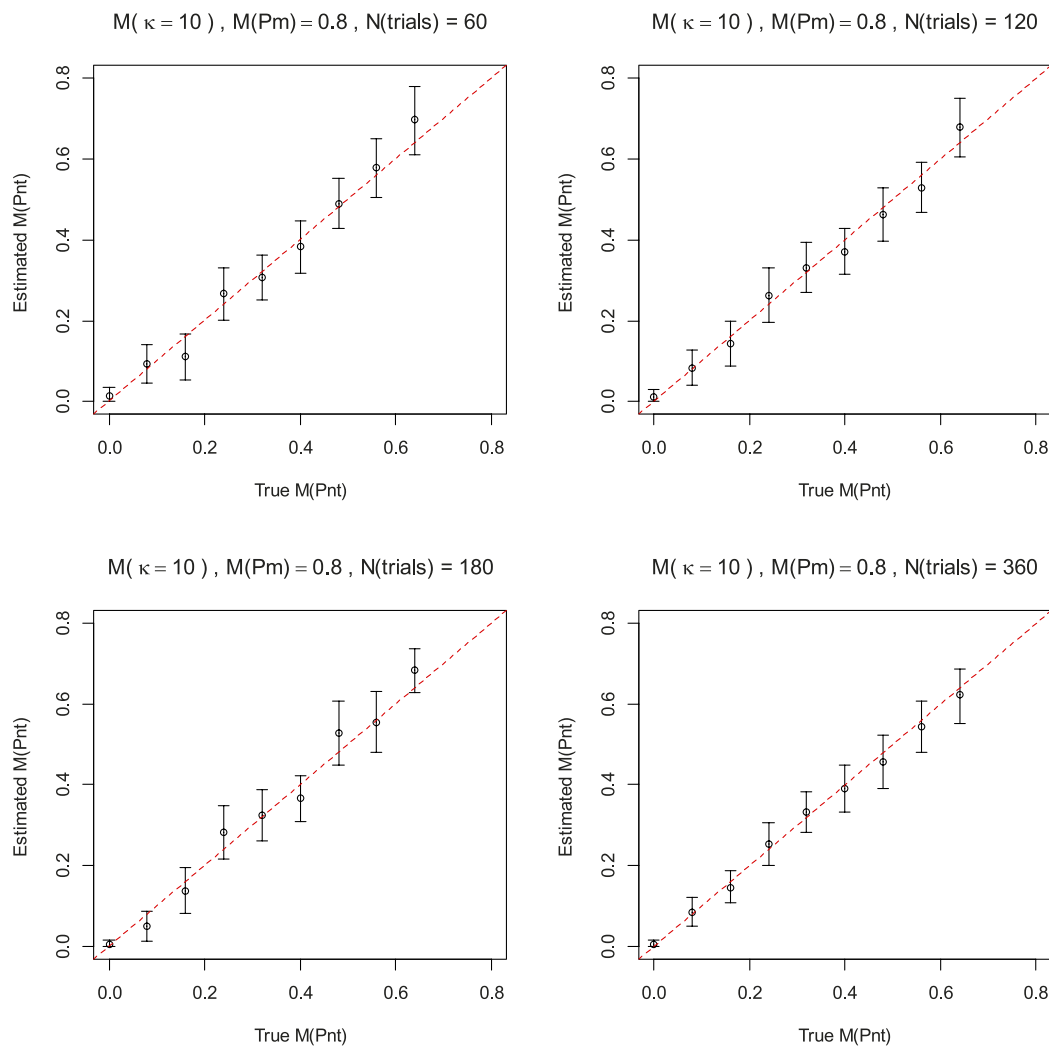 M( κ = 10 ) , M(Pm) = 0.8 , N(trials) = 60
Estimated M(Pnt)
0.0 0.2 0.4 0.6 0.8
0.0 0.2 0.4 0.6 0.8
True M(Pnt)
M( κ = 10 ) , M(Pm) = 0.8 , N(trials) = 120
Estimated M(Pnt)
0.0 0.2 0.4 0.6 0.8
0.0 0.2 0.4 0.6 0.8
True M(Pnt)
M( κ = 10 ) , M(Pm) = 0.8 , N(trials) = 180
Estimated M(Pnt)
0.0 0.2 0.4 0.6 0.8
0.0 0.2 0.4 0.6 0.8
True M(Pnt)
M( κ = 10 ) , M(Pm) = 0.8 , N(trials) = 360
Estimated M(Pnt)
0.0 0.2 0.4 0.6 0.8
0.0 0.2 0.4 0.6 0.8
True M(Pnt)